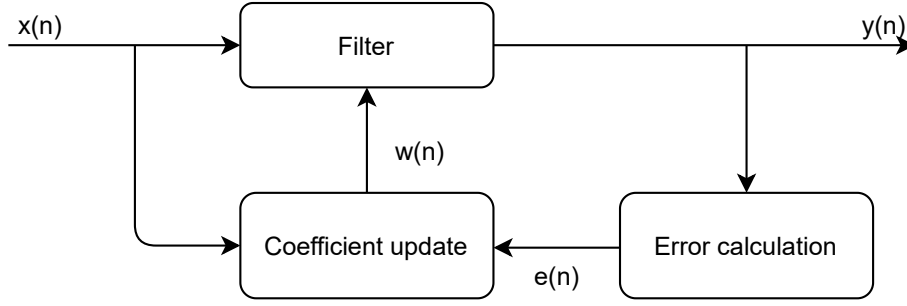 x(n)
Filter
y(n)
w(n)
Coefficient update
e(n)
Error calculation